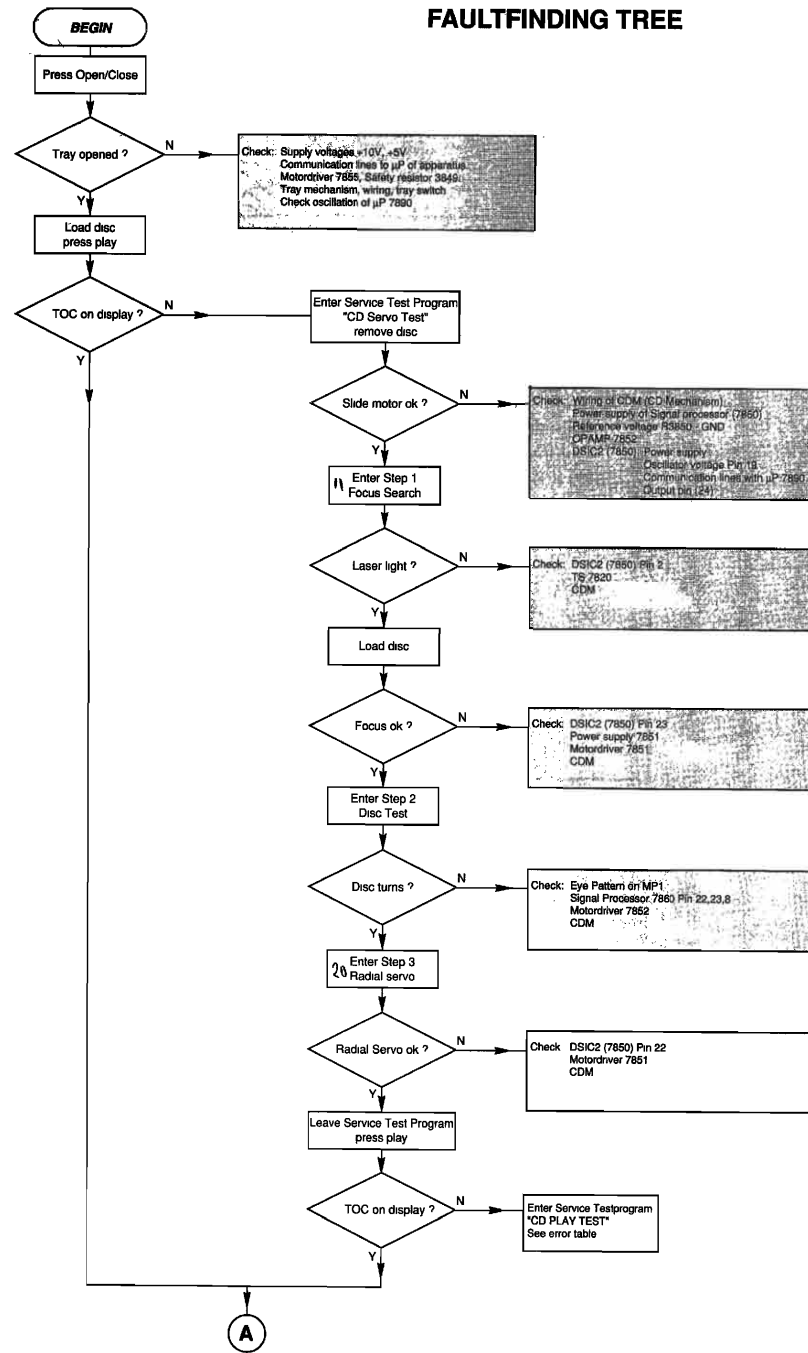 FAULTFINDING TREE
BEGIN
Press Open/Close
Tray opened ?
N
Check: Supply voltages +10V, +5V
Communication lines to µP of apparatus
Motordriver 7855, Safety resistor 3849
Tray mechanism, wiring, tray switch
Check oscillation of µP 7890
Y
Load disc
press play
TOC on display ?
N
Enter Service Test Program
"CD Servo Test"
remove disc
Y
Slide motor ok ?
N
Check: Wiring of CDM (CD-Mechanism)
Power supply of Signal processor (7850)
Reference voltage R3850 - GND
OPAMP 7852
DSIC2 (7850) Power supply
Oscillator voltage Pin 19
Communication lines with µP 7890
Output pin (24)
Y
Enter Step 1
Focus Search
Laser light ?
N
Check: DSIC2 (7850) Pin 2
TS 7820
CDM
Y
Load disc
Focus ok ?
N
Check: DSIC2 (7850) Pin 23
Power supply 7851
Motordriver 7851
CDM
Y
Enter Step 2
Disc Test
Disc turns ?
N
Check: Eye Pattern on MP1
Signal Processor 7860 Pin 22,23,8
Motordriver 7852
CDM
Y
20 Enter Step 3
Radial servo
Radial Servo ok ?
N
Check DSIC2 (7850) Pin 22
Motordriver 7851
CDM
Y
Leave Service Test Program
press play
TOC on display ?
N
Enter Service Testprogram
"CD PLAY TEST"
See error table
Y
A